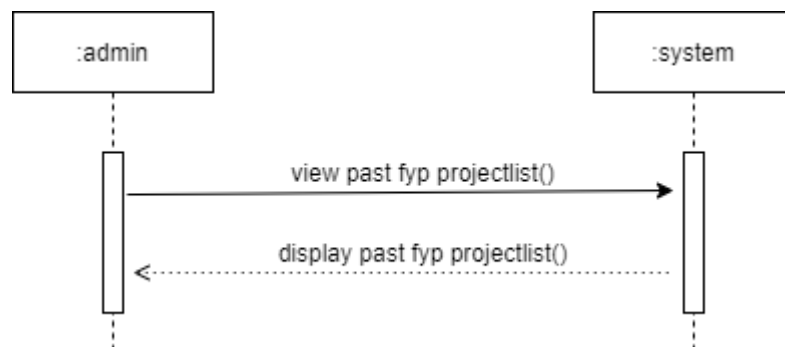 :admin
:system
view past fyp projectlist()
display past fyp projectlist()